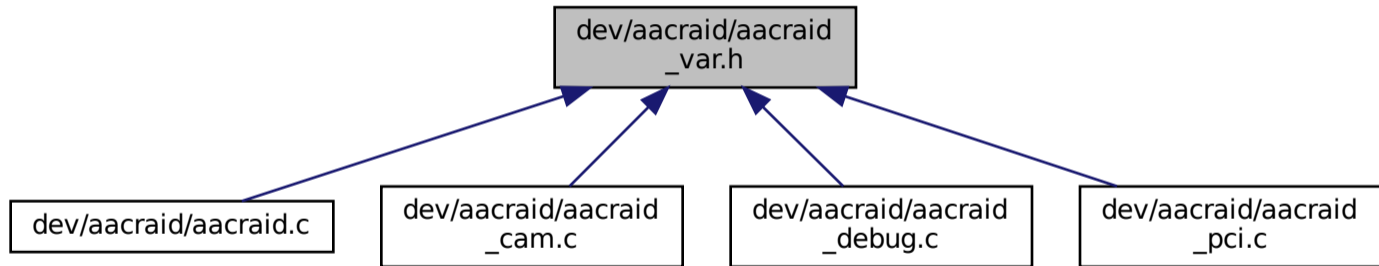 dev/aacraid/aacraid
_var.h
dev/aacraid/aacraid.c
dev/aacraid/aacraid
_cam.c
dev/aacraid/aacraid
_debug.c
dev/aacraid/aacraid
_pci.c